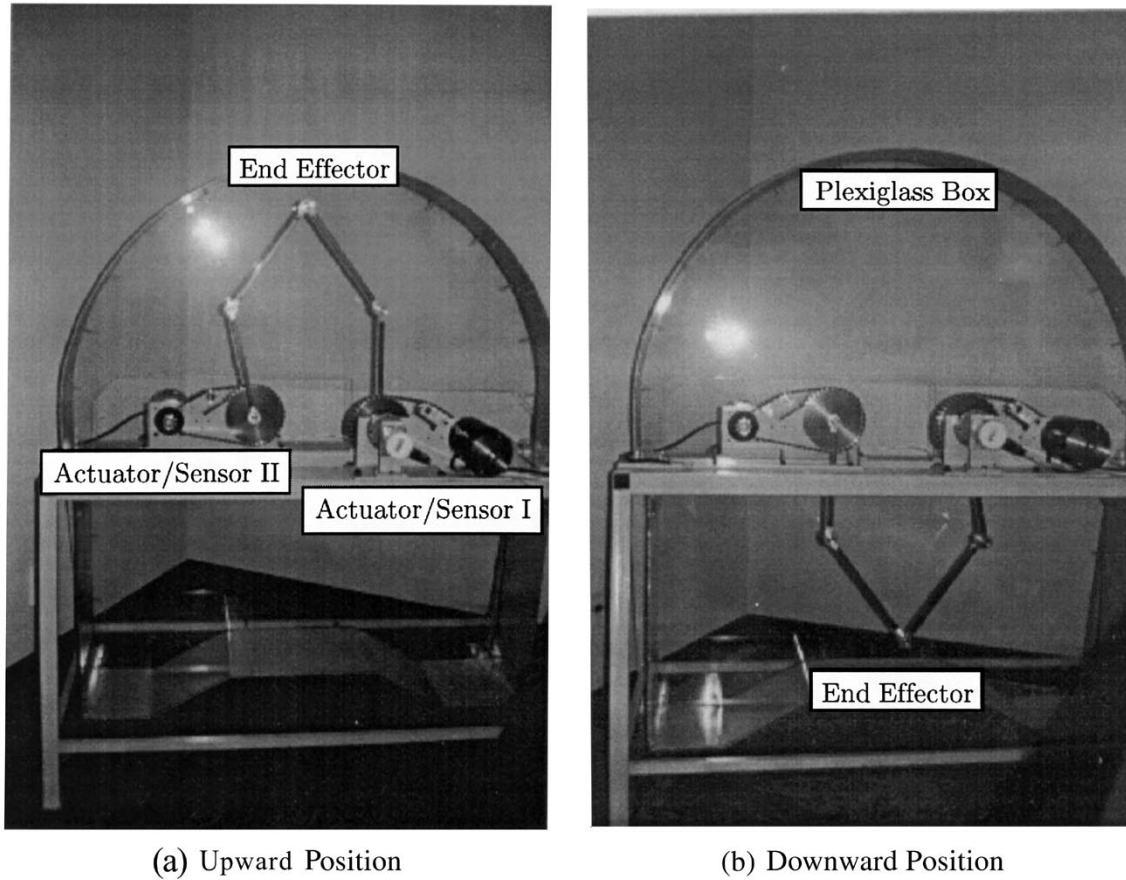 End Effector
Actuator/Sensor II
Actuator/Sensor I
(a) Upward Position
Plexiglass Box
End Effector
(b) Downward Position